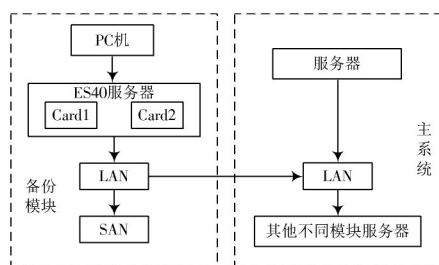 PC机
ES40服务器
Card1
Card2
LAN
备份
模块
SAN
服务器
主
系
统
LAN
其他不同模块服务器